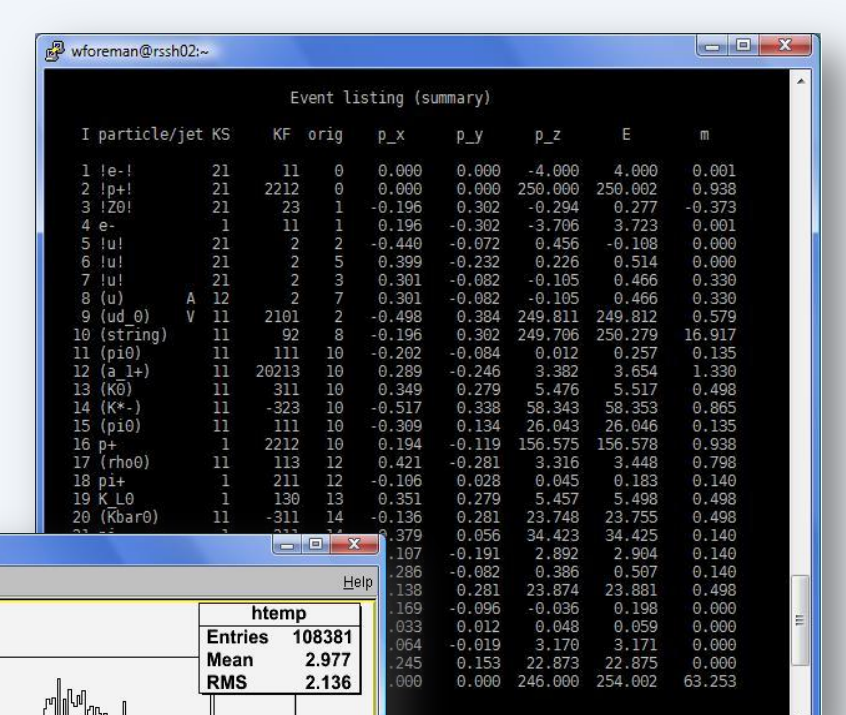 wforeman@rssh02:~
Event listing (summary)
I particle/jet KS KF orig p_x p_y p_z E m
1 !e-! 21 11 0 0.000 0.000 -4.000 4.000 0.001
2 !p+! 21 2212 0 0.000 0.000 250.000 250.002 0.938
3 !Z0! 21 23 1 -0.196 0.302 -0.294 0.277 -0.373
4 e- 1 11 1 0.196 -0.302 -3.706 3.723 0.001
5 !u! 21 2 2 -0.440 -0.072 0.456 -0.108 0.000
6 !u! 21 2 5 0.399 -0.232 0.226 0.514 0.000
7 !u! 21 2 3 0.301 -0.082 -0.105 0.466 0.330
8 (u) A 12 2 7 0.301 -0.082 -0.105 0.466 0.330
9 (ud_0) V 11 2101 2 -0.498 0.384 249.811 249.812 0.579
10 (string) 11 92 8 -0.196 0.302 249.706 250.279 16.917
11 (pi0) 11 111 10 -0.202 -0.084 0.012 0.257 0.135
12 (a_1+) 11 20213 10 0.289 -0.246 3.382 3.654 1.330
13 (K0) 11 311 10 0.349 0.279 5.476 5.517 0.498
14 (K*-) 11 -323 10 -0.517 0.338 58.343 58.353 0.865
15 (pi0) 11 111 10 -0.309 0.134 26.043 26.046 0.135
16 p+ 1 2212 10 0.194 -0.119 156.575 156.578 0.938
17 (rho0) 11 113 12 0.421 -0.281 3.316 3.448 0.798
18 pi+ 1 211 12 -0.106 0.028 0.045 0.183 0.140
19 K_L0 1 130 13 0.351 0.279 5.457 5.498 0.498
20 (Kbar0) 11 -311 14 -0.136 0.281 23.748 23.755 0.498
.379 0.056 34.423 34.425 0.140
.107 -0.191 2.892 2.904 0.140
.286 -0.082 0.386 0.507 0.140
.138 0.281 23.874 23.881 0.498
.169 -0.096 -0.036 0.198 0.000
.033 0.012 0.048 0.059 0.000
.064 -0.019 3.170 3.171 0.000
.245 0.153 22.873 22.875 0.000
.000 0.000 246.000 254.002 63.253
Help
htemp
Entries 108381
Mean 2.977
RMS 2.136